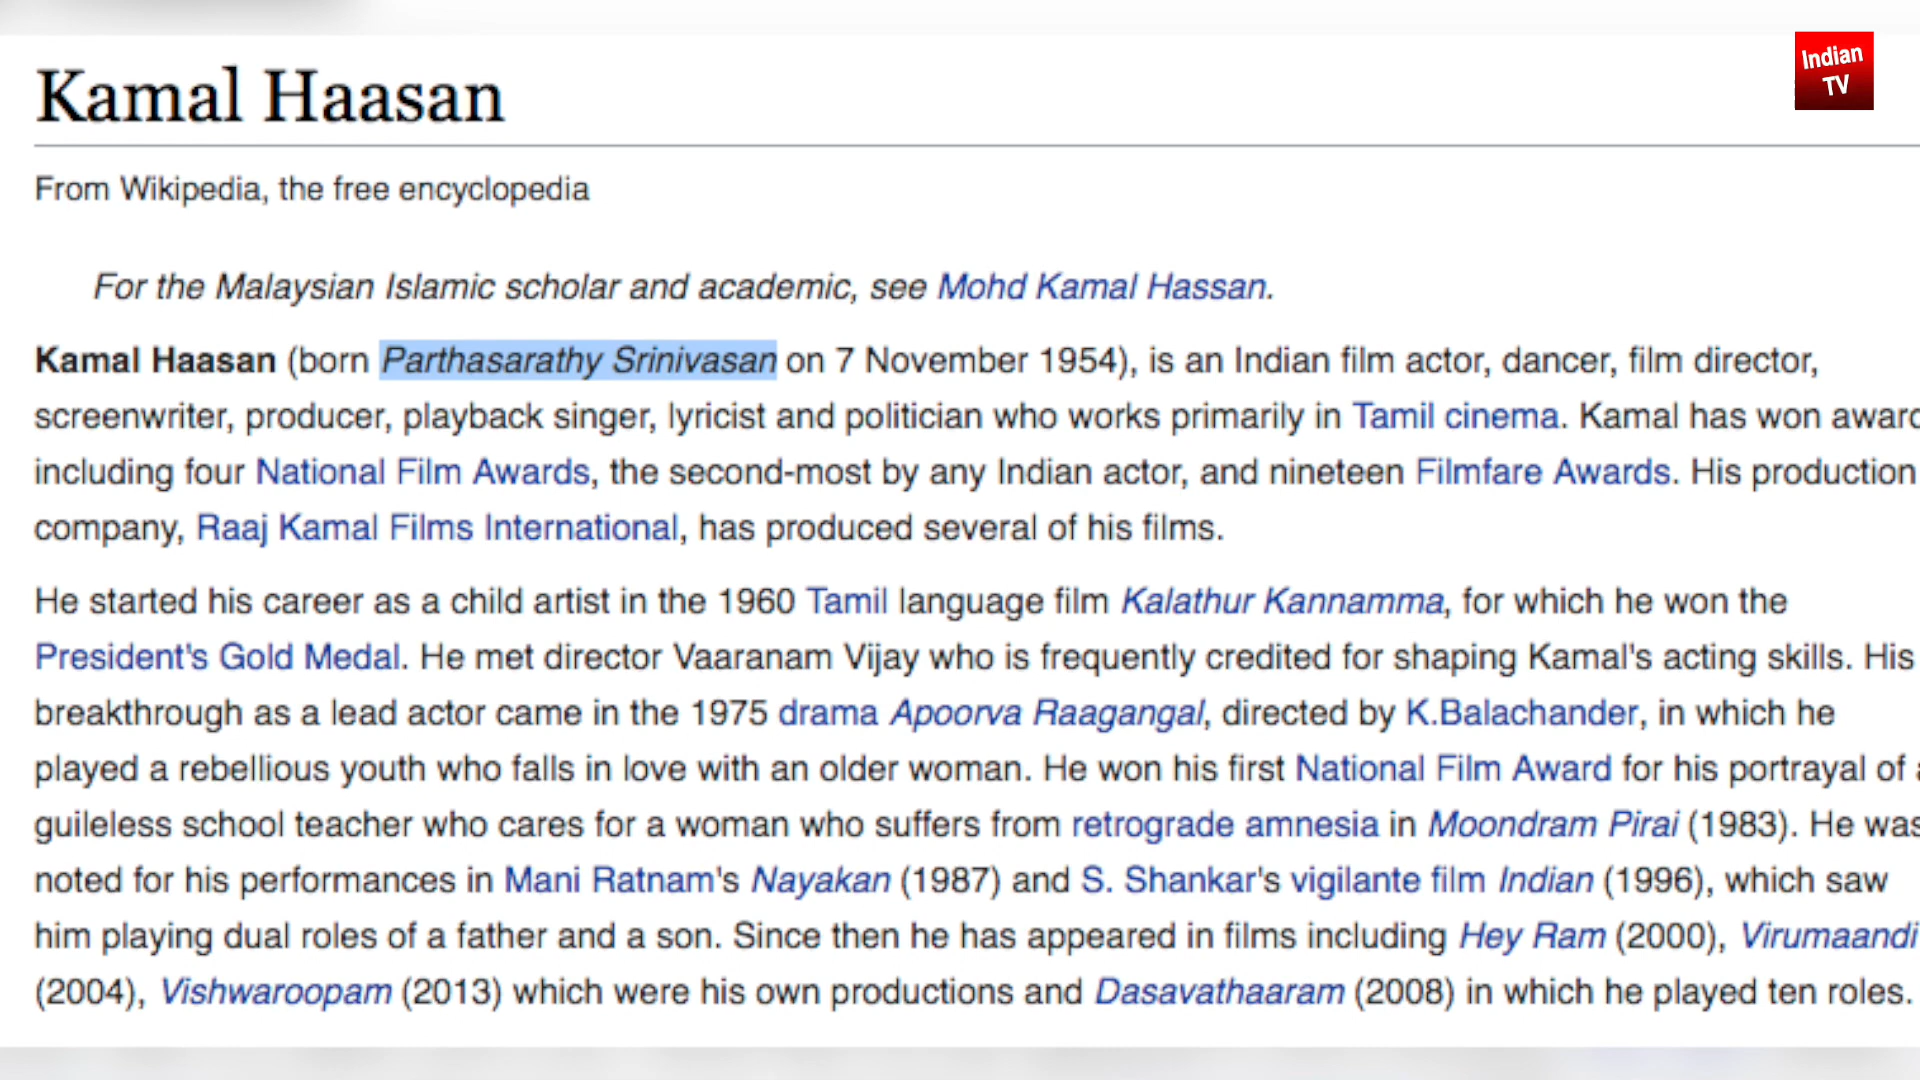 Indian
TV
Kamal Haasan
From Wikipedia, the free encyclopedia
For the Malaysian Islamic scholar and academic, see Mohd Kamal Hassan.
Kamal Haasan (born Parthasarathy Srinivasan on 7 November 1954), is an Indian film actor, dancer, film director,
screenwriter, producer, playback singer, lyricist and politician who works primarily in Tamil cinema. Kamal has won
including four National Film Awards, the second-most by any Indian actor, and nineteen Filmfare Awards. His production
company, Raaj Kamal Films International, has produced several of his films.
He started his career as a child artist in the 1960 Tamil language film Kalathur Kannamma, for which he won the
President's Gold Medal. He met director Vaaranam Vijay who is frequently credited for shaping Kamal's acting skills. His
breakthrough as a lead actor came in the 1975 drama Apoorva Raagangal, directed by K.Balachander, in which he
played a rebellious youth who falls in love with an older woman. He won his first National Film Award for his portrayal of
guileless school teacher who cares for a woman who suffers from retrograde amnesia in Moondram Pirai (1983). He was
noted for his performances in Mani Ratnam's Nayakan (1987) and S. Shankar's vigilante film Indian (1996), which saw
him playing dual roles of a father and a son. Since then he has appeared in films including Hey Ram (2000), Virumaandi
(2004), Vishwaroopam (2013) which were his own productions and Dasavathaaram (2008) in which he played ten roles.